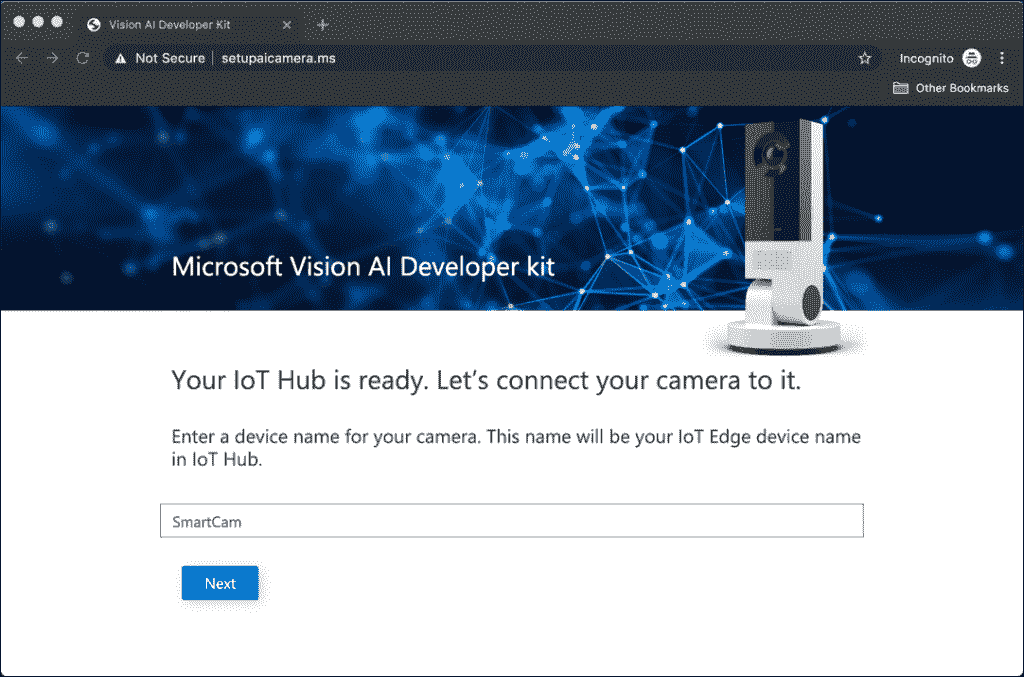 Vision AI Developer Kit
Not Secure | setupaicamera.ms
Incognito
Other Bookmarks
Microsoft Vision AI Developer kit
Your IoT Hub is ready. Let's connect your camera to it.
Enter a device name for your camera. This name will be your IoT Edge device name
in IoT Hub.
SmartCam
Next